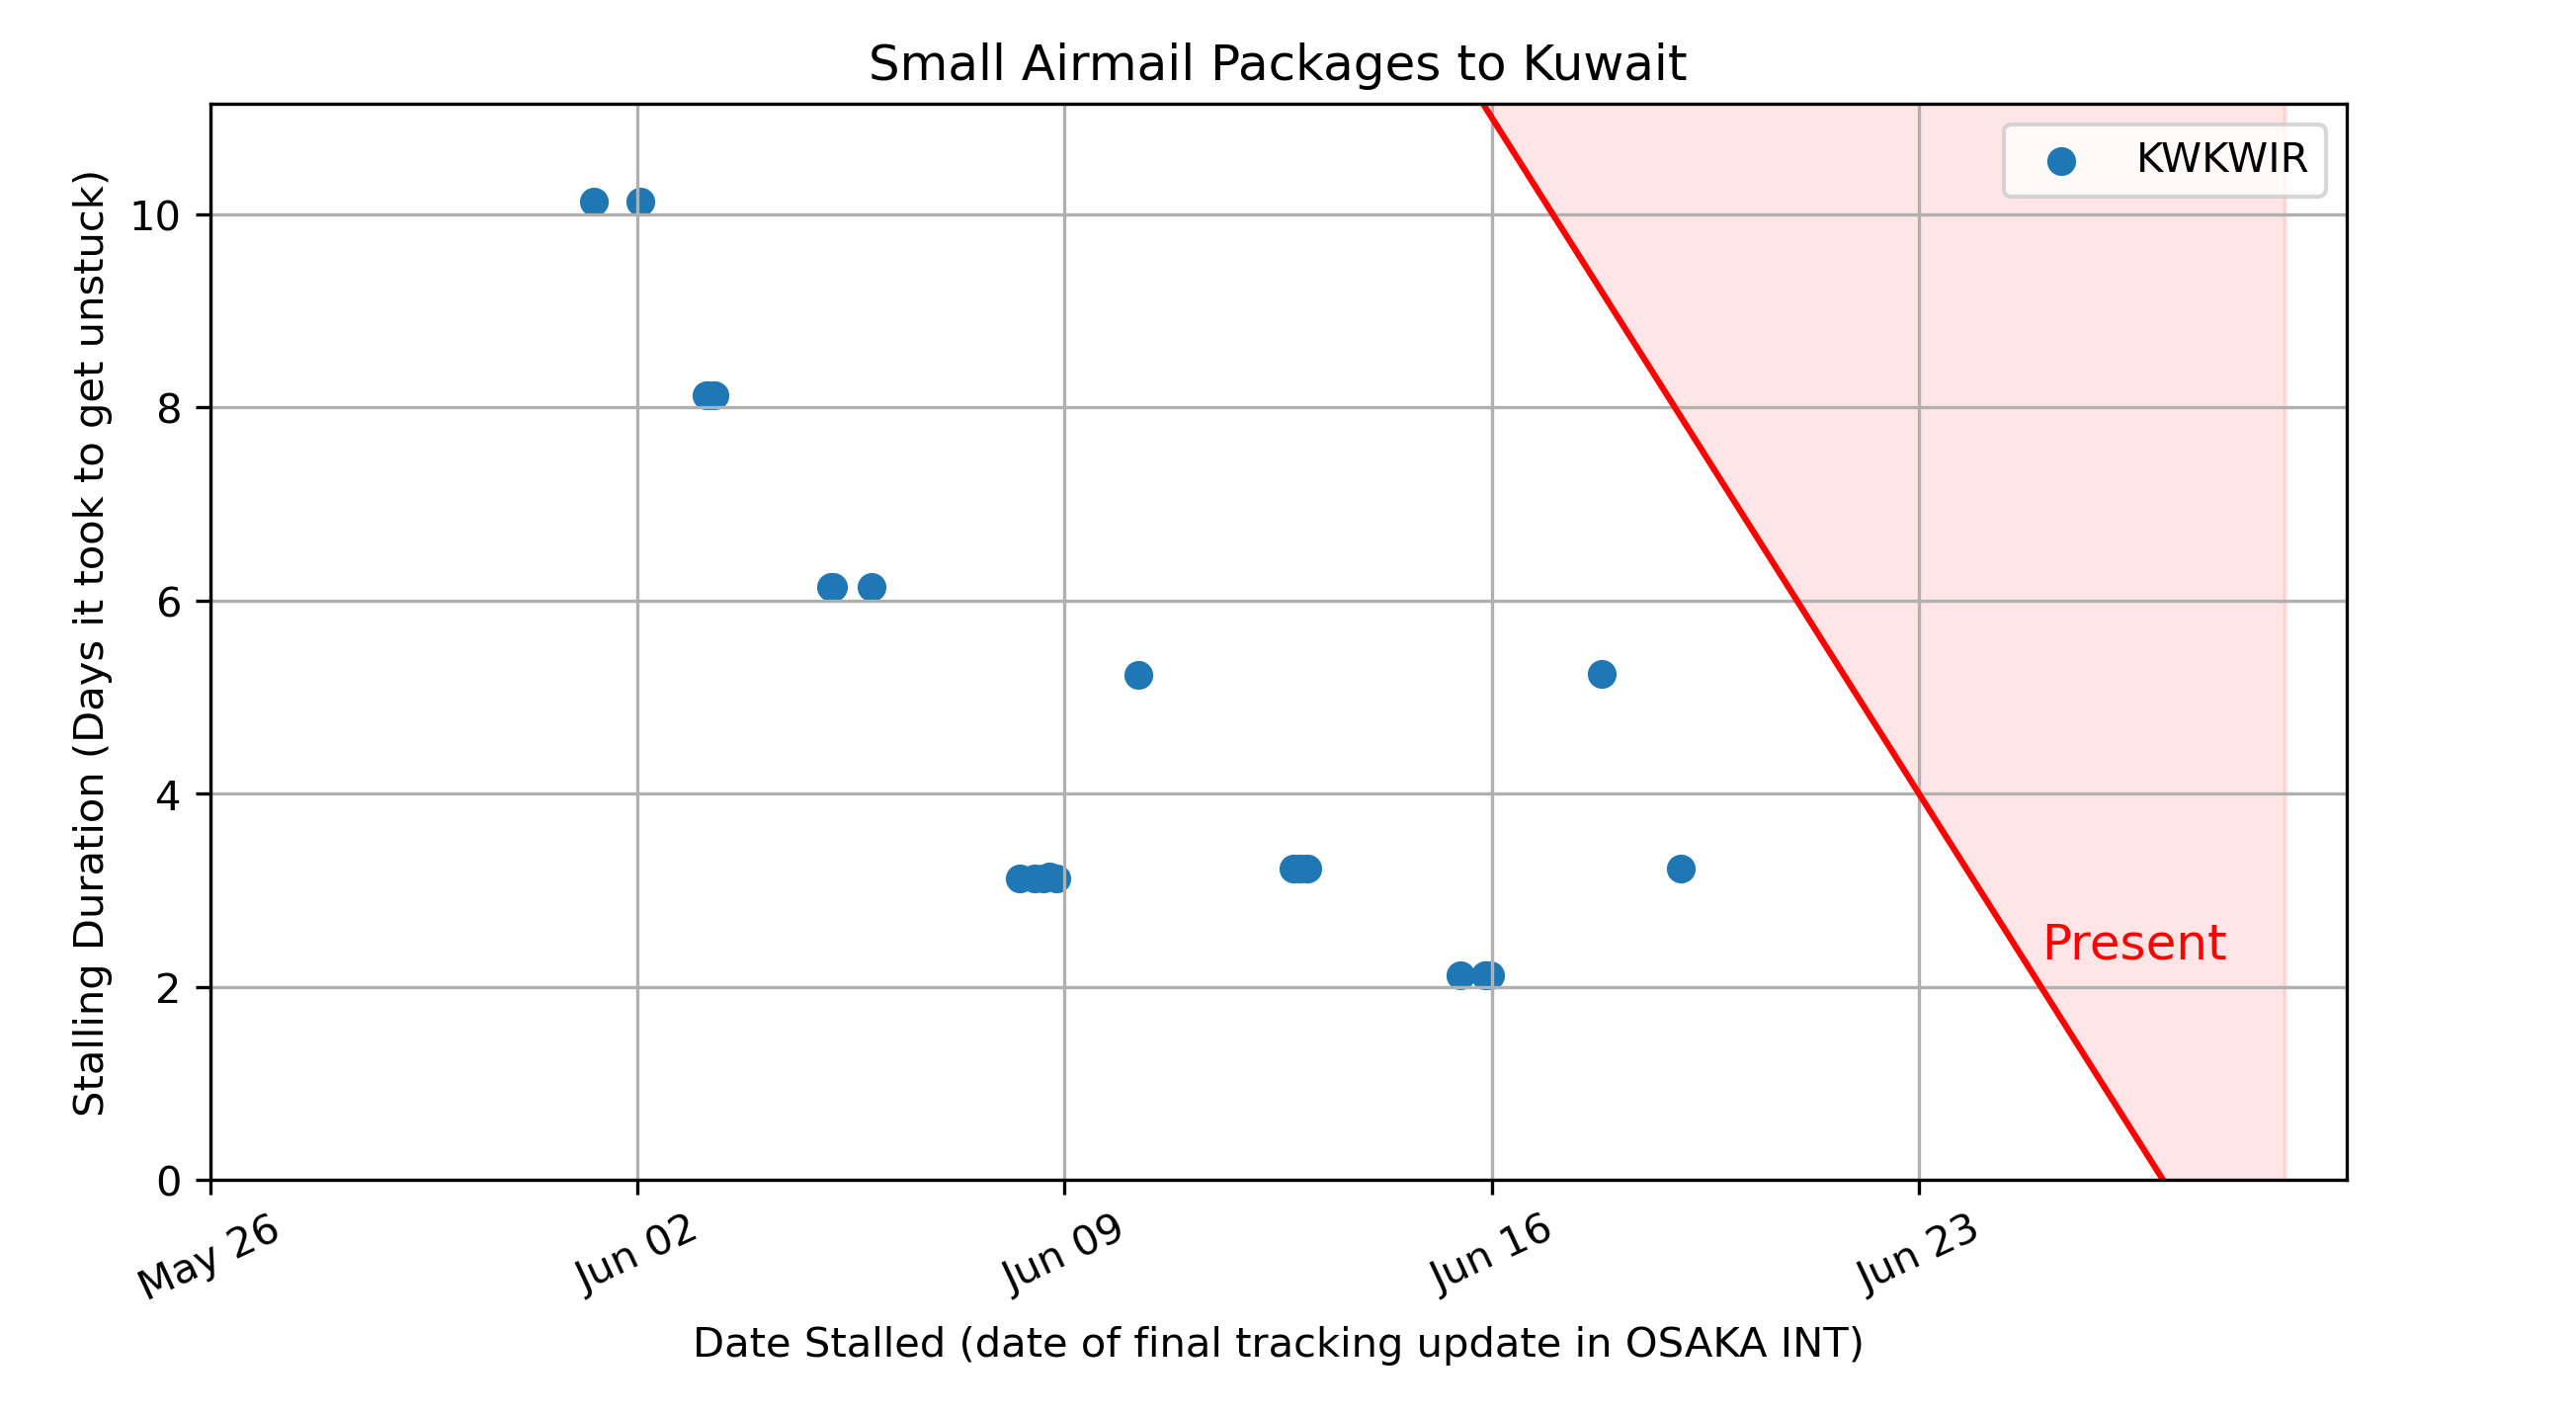 Small Airmail Packages to Kuwait
KWKWIR
Stalling Duration (Days it took to get unstuck)
10
8
6
4
2
0
Present
May 26
Jun 02
Jun 09
Jun 16
Jun 23
Date Stalled (date of final tracking update in OSAKA INT)